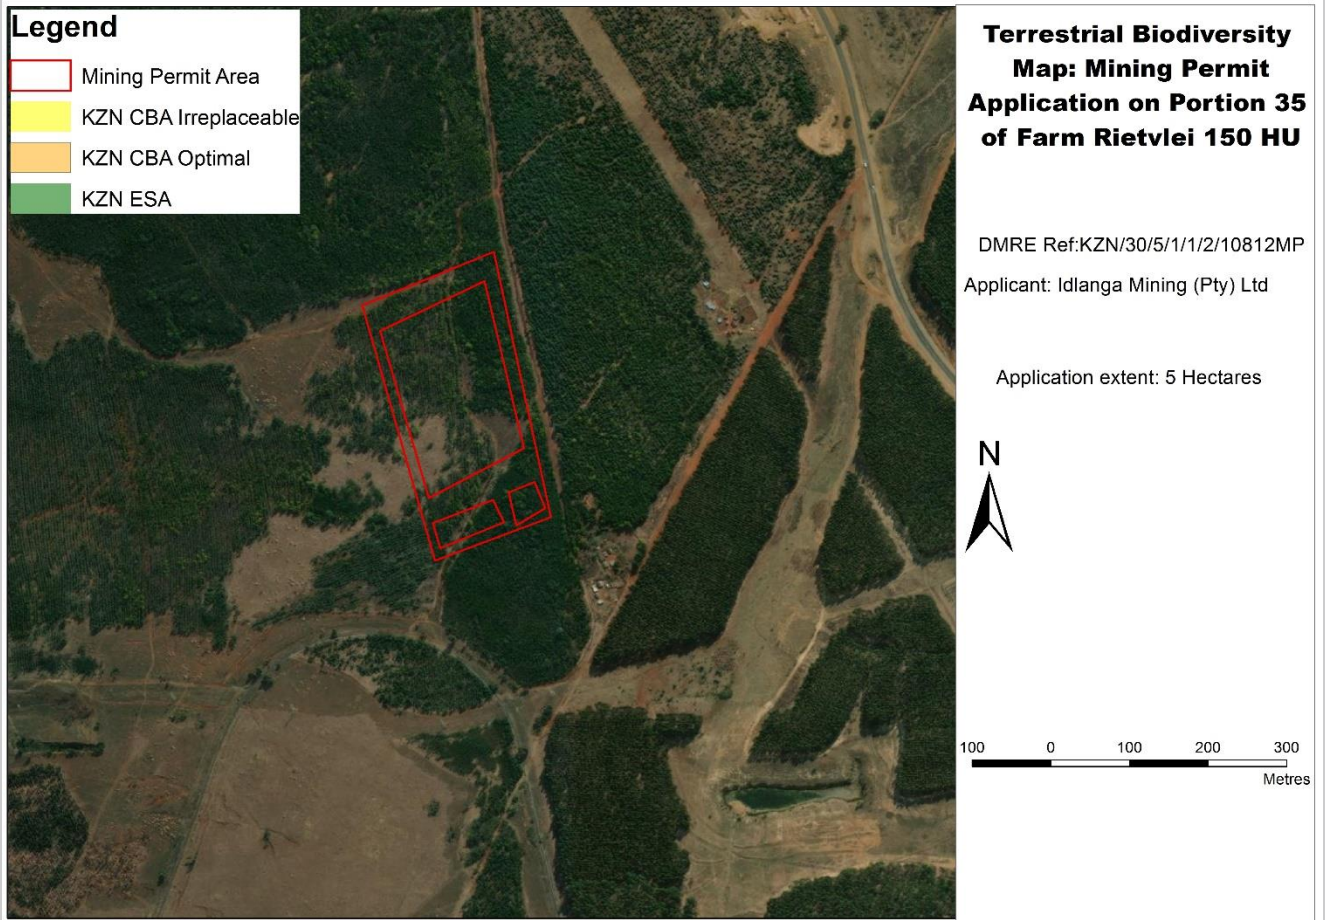 Legend
Mining Permit Area
KZN CBA Irreplaceable
KZN CBA Optimal
KZN ESA
Terrestrial Biodiversity
Map: Mining Permit
Application on Portion 35
of Farm Rietvlei 150 HU
DMRE Ref:KZN/30/5/1/1/2/10812MP
Applicant: Idlanga Mining (Pty) Ltd
Application extent: 5 Hectares
N
100 0 100 200 300
Metres